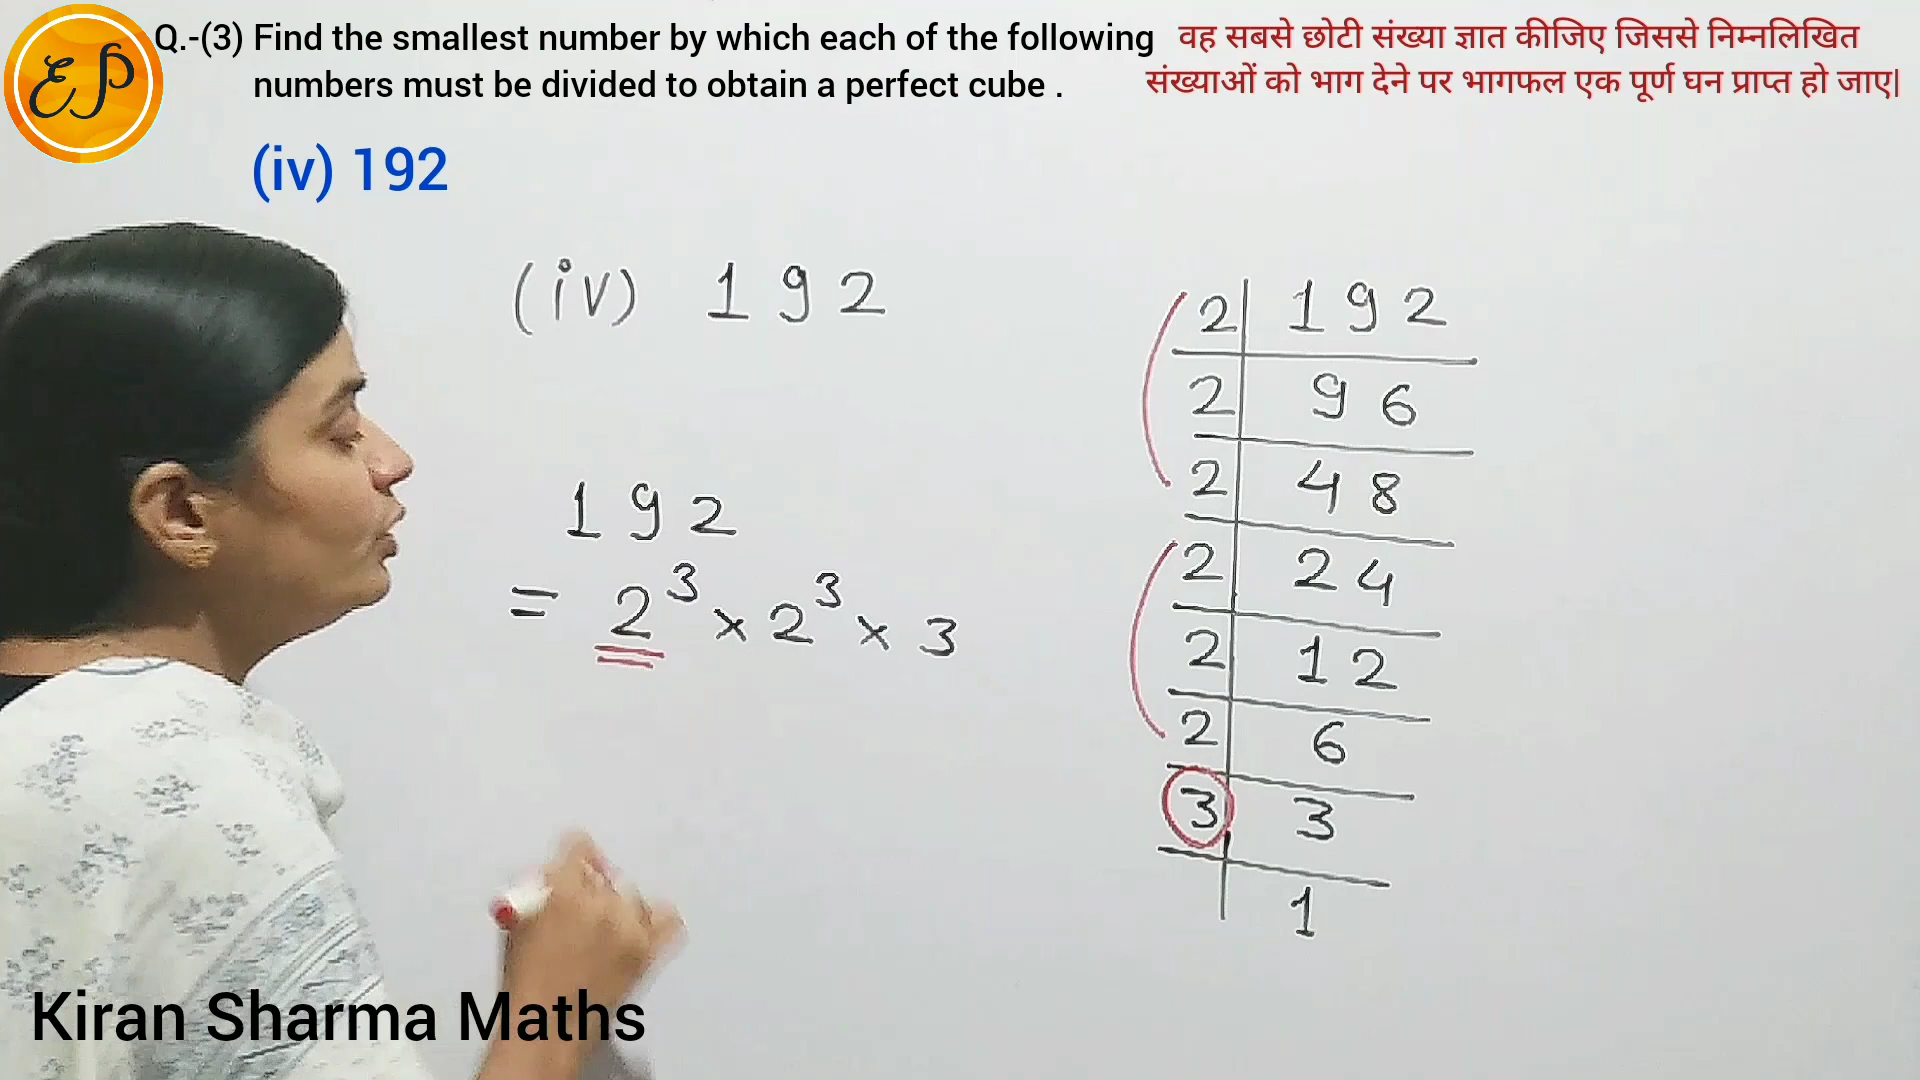 EP
Q.-(3) Find the smallest number by which each of the following
numbers must be divided to obtain a perfect cube .
वह सबसे छोटी संख्या ज्ञात कीजिए जिससे निम्नलिखित
संख्याओं को भाग देने पर भागफल एक पूर्ण घन प्राप्त हो जाए|
(iv) 192
(iv) 192
192
= 2³ × 2³ × 3
2 | 192
2 | 96
2 | 48
2 | 24
2 | 12
2 | 6
3 | 3
| 1
Kiran Sharma Maths